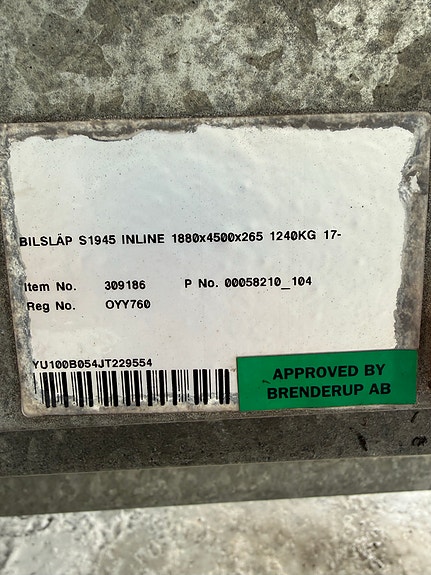 BILSLÄP S1945 INLINE 1880x4500x265 1240KG 17-
Item No. 309186 P No. 00058210_104
Reg No. OYY760
YU100B054JT229554
APPROVED BY
BRENDERUP AB